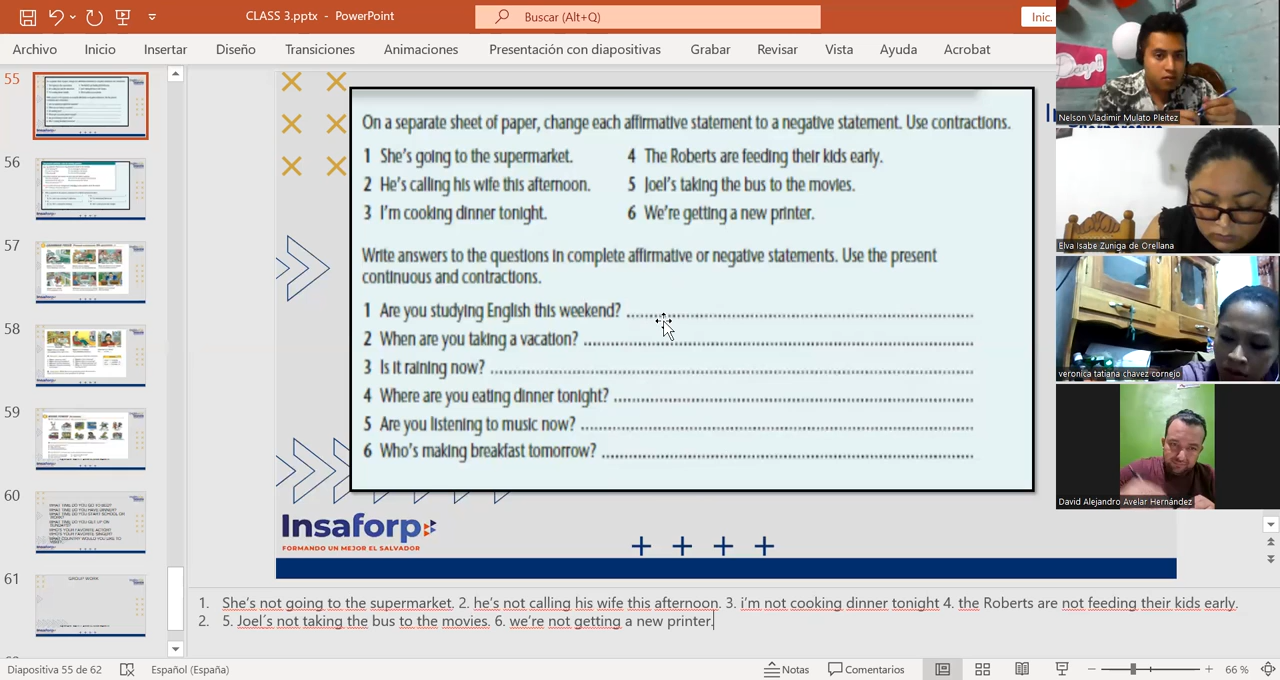 CLASS 3.pptx - PowerPoint
Buscar (Alt+Q)
Inic.
Archivo Inicio Insertar Diseño Transiciones Animaciones Presentación con diapositivas Grabar Revisar Vista Ayuda Acrobat
55
56
57
58
59
60
61
On a separate sheet of paper, change each affirmative statement to a negative statement. Use contractions.
1 She's going to the supermarket.
2 He's calling his wife this afternoon.
3 I'm cooking dinner tonight.
4 The Roberts are feeding their kids early.
5 Joel's taking the bus to the movies.
6 We're getting a new printer.
Write answers to the questions in complete affirmative or negative statements. Use the present
continuous and contractions.
1 Are you studying English this weekend?
2 When are you taking a vacation?
3 Is it raining now?
4 Where are you eating dinner tonight?
5 Are you listening to music now?
6 Who's making breakfast tomorrow?
Insaforp
FORMANDO UN MEJOR EL SALVADOR
1. She's not going to the supermarket. 2. he's not calling his wife this afternoon. 3. i'm not cooking dinner tonight 4. the Roberts are not feeding their kids early.
2. 5. Joel´s not taking the bus to the movies. 6. we're not getting a new printer.
Nelson Vladimir Mulato Pleitez
Elva Isabe Zuniga de Orellana
veronica tatiana chavez cornejo
David Alejandro Avelar Hernández
Diapositiva 55 de 62 Español (España) Notas Comentarios 66 %